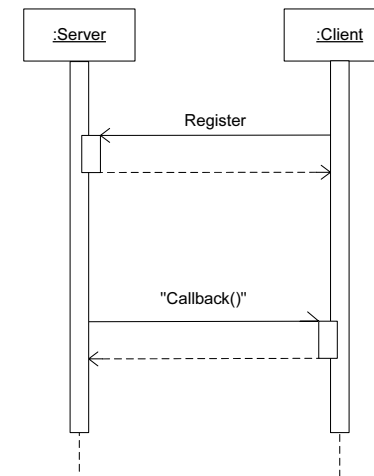 :Server
:Client
Register
"Callback()"